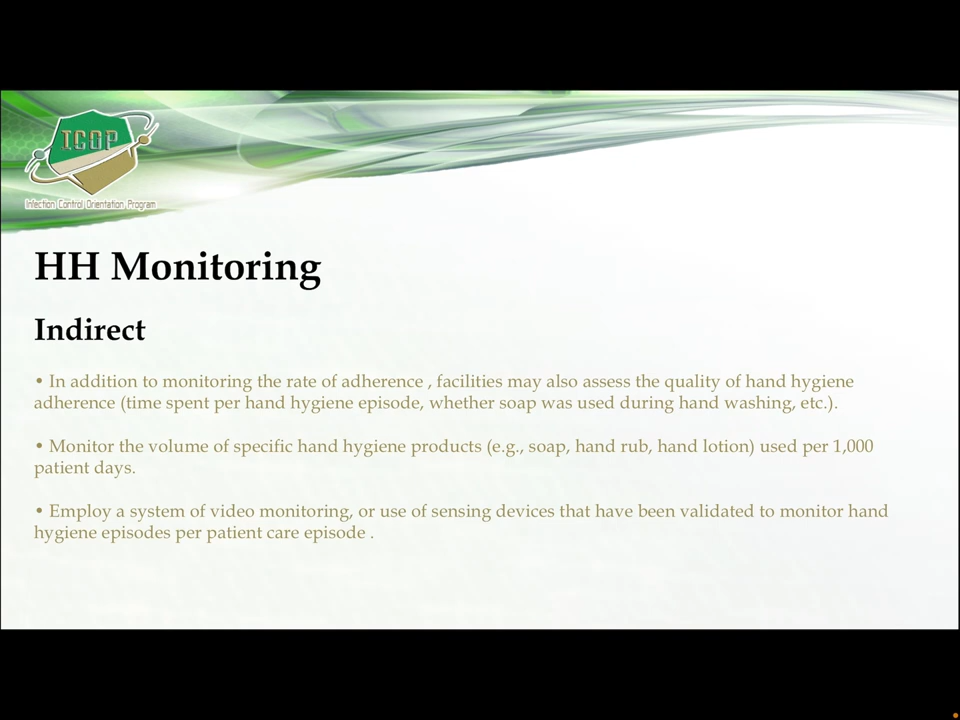 ICOP
Infection Control Orientation Program
HH Monitoring
Indirect
• In addition to monitoring the rate of adherence , facilities may also assess the quality of hand hygiene
adherence (time spent per hand hygiene episode, whether soap was used during hand washing, etc.).
• Monitor the volume of specific hand hygiene products (e.g., soap, hand rub, hand lotion) used per 1,000
patient days.
• Employ a system of video monitoring, or use of sensing devices that have been validated to monitor hand
hygiene episodes per patient care episode .